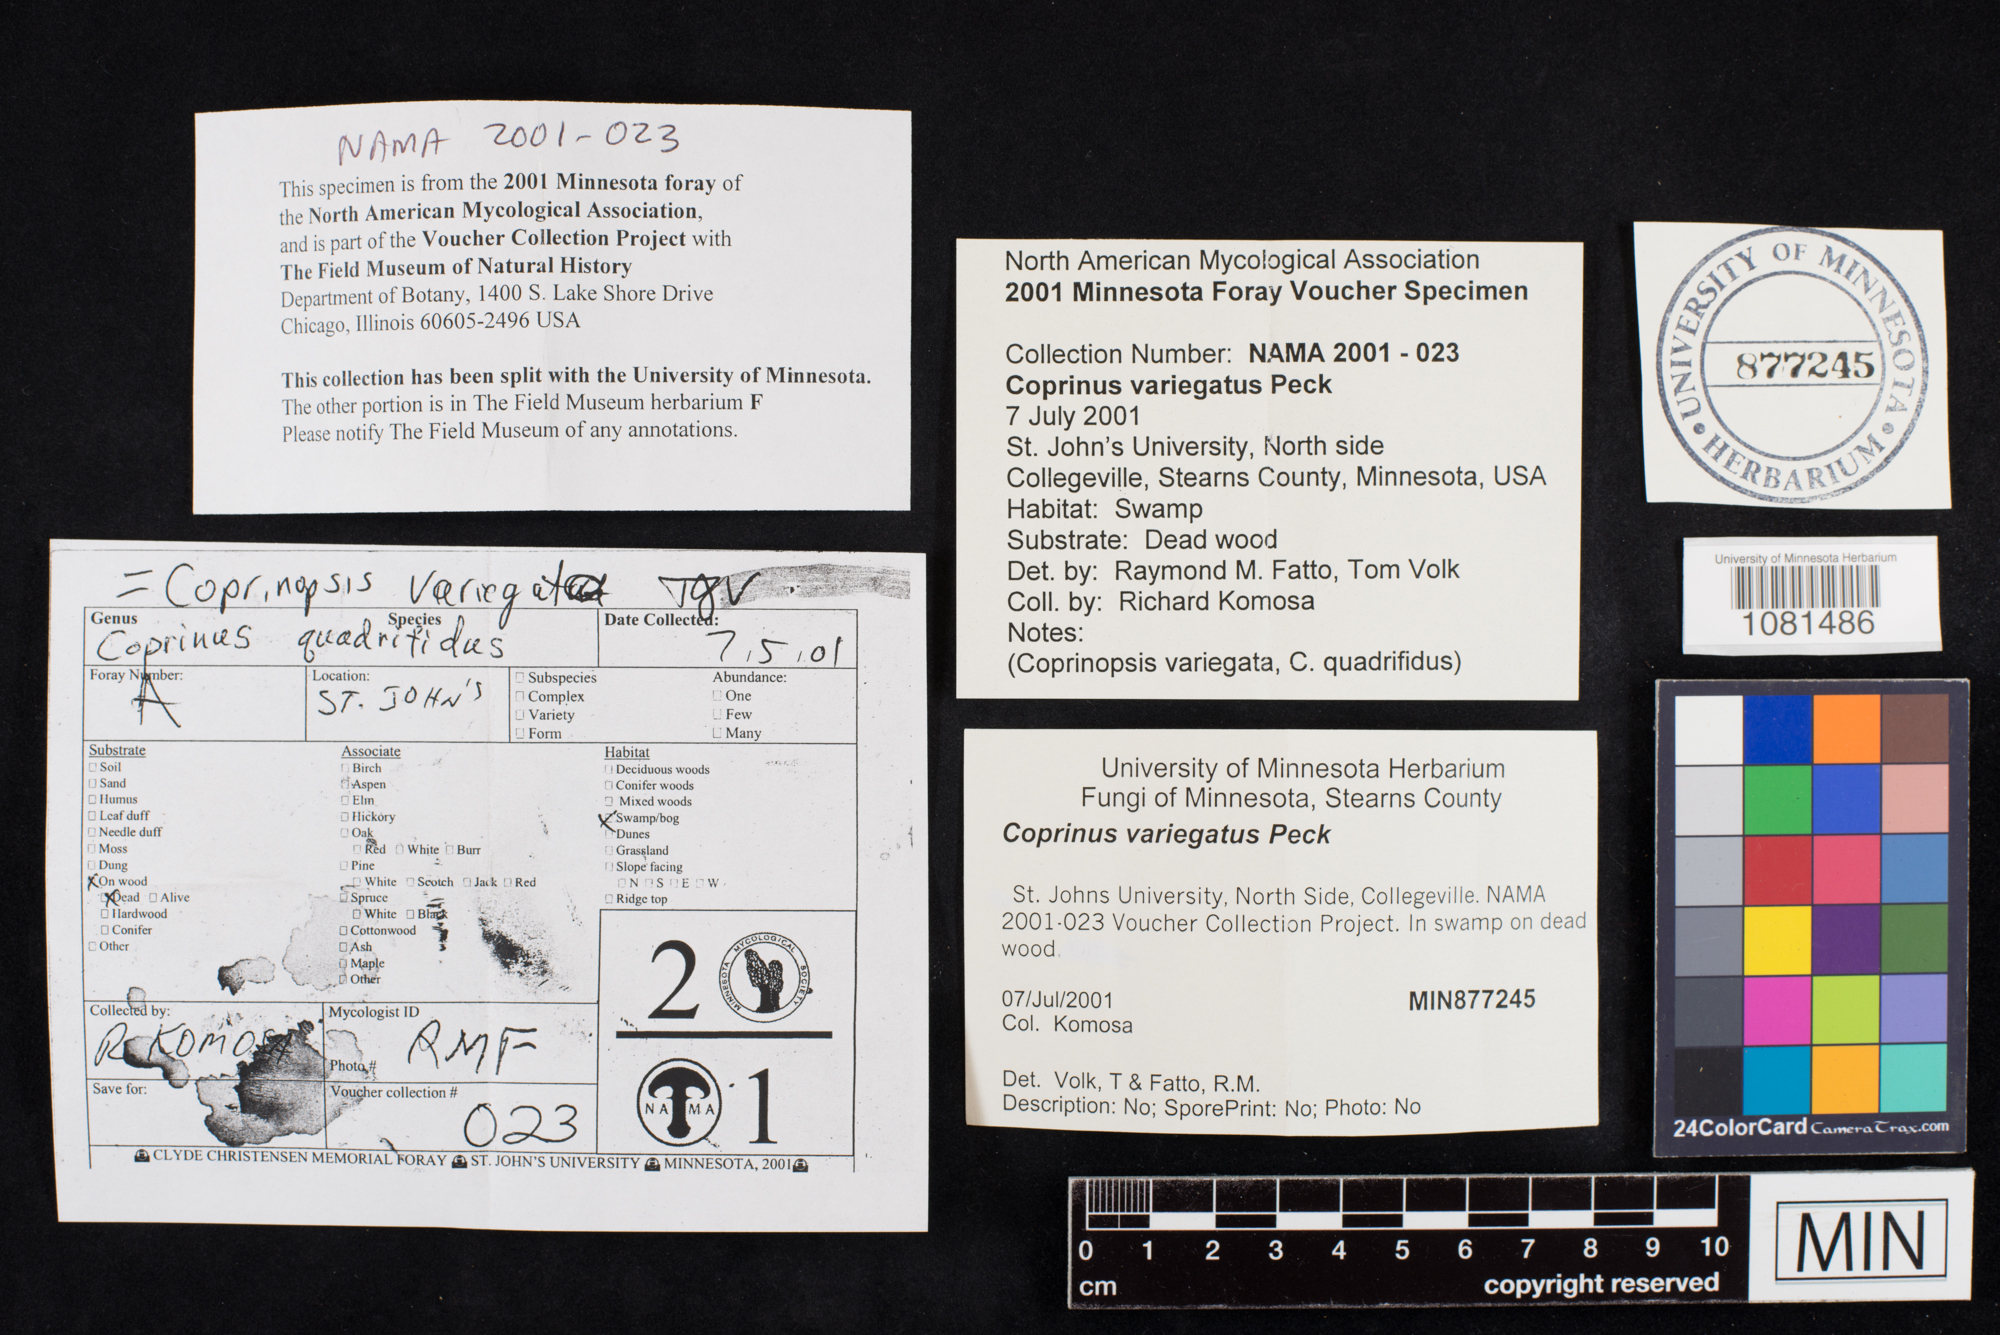 NAMA 2001-023
This specimen is from the 2001 Minnesota foray of
the North American Mycological Association,
and is part of the Voucher Collection Project with
The Field Museum of Natural History
Department of Botany, 1400 S. Lake Shore Drive
Chicago, Illinois 60605-2496 USA
This collection has been split with the University of Minnesota.
The other portion is in The Field Museum herbarium F
Please notify The Field Museum of any annotations.
= Coprinopsis variegata TJV
Genus Species Date Collected:
Coprinus quadrifidus 7.5.01
Foray Number: Location:
A ST. JOHN'S
Subspecies Abundance:
Complex One
Variety Few
Form Many
Substrate Associate Habitat
Soil Birch Deciduous woods
Sand Aspen Conifer woods
Humus Elm Mixed woods
Leaf duff Hickory X Swamp/bog
Needle duff Oak Dunes
Moss Red White Burr Grassland
Dung Pine Slope facing
X On wood White Scotch Jack Red N S E W
X Dead Alive Spruce Ridge top
Hardwood White Black
Conifer Cottonwood
Other Ash
Maple
Other
Collected by: Mycologist ID
R KOMOSA RMF
Photo #
Save for: Voucher collection #
023
2 MINNESOTA MYCOLOGICAL SOCIETY
NAMA 1
CLYDE CHRISTENSEN MEMORIAL FORAY ST. JOHN'S UNIVERSITY MINNESOTA, 2001
North American Mycological Association
2001 Minnesota Foray Voucher Specimen
Collection Number: NAMA 2001 - 023
Coprinus variegatus Peck
7 July 2001
St. John's University, North side
Collegeville, Stearns County, Minnesota, USA
Habitat: Swamp
Substrate: Dead wood
Det. by: Raymond M. Fatto, Tom Volk
Coll. by: Richard Komosa
Notes:
(Coprinopsis variegata, C. quadrifidus)
University of Minnesota Herbarium
Fungi of Minnesota, Stearns County
Coprinus variegatus Peck
St. Johns University, North Side, Collegeville. NAMA
2001-023 Voucher Collection Project. In swamp on dead
wood.
07/Jul/2001 MIN877245
Col. Komosa
Det. Volk, T & Fatto, R.M.
Description: No; SporePrint: No; Photo: No
UNIVERSITY OF MINNESOTA
877245
HERBARIUM
University of Minnesota Herbarium
1081486
24ColorCard CameraTrax.com
0 1 2 3 4 5 6 7 8 9 10
cm copyright reserved
MIN